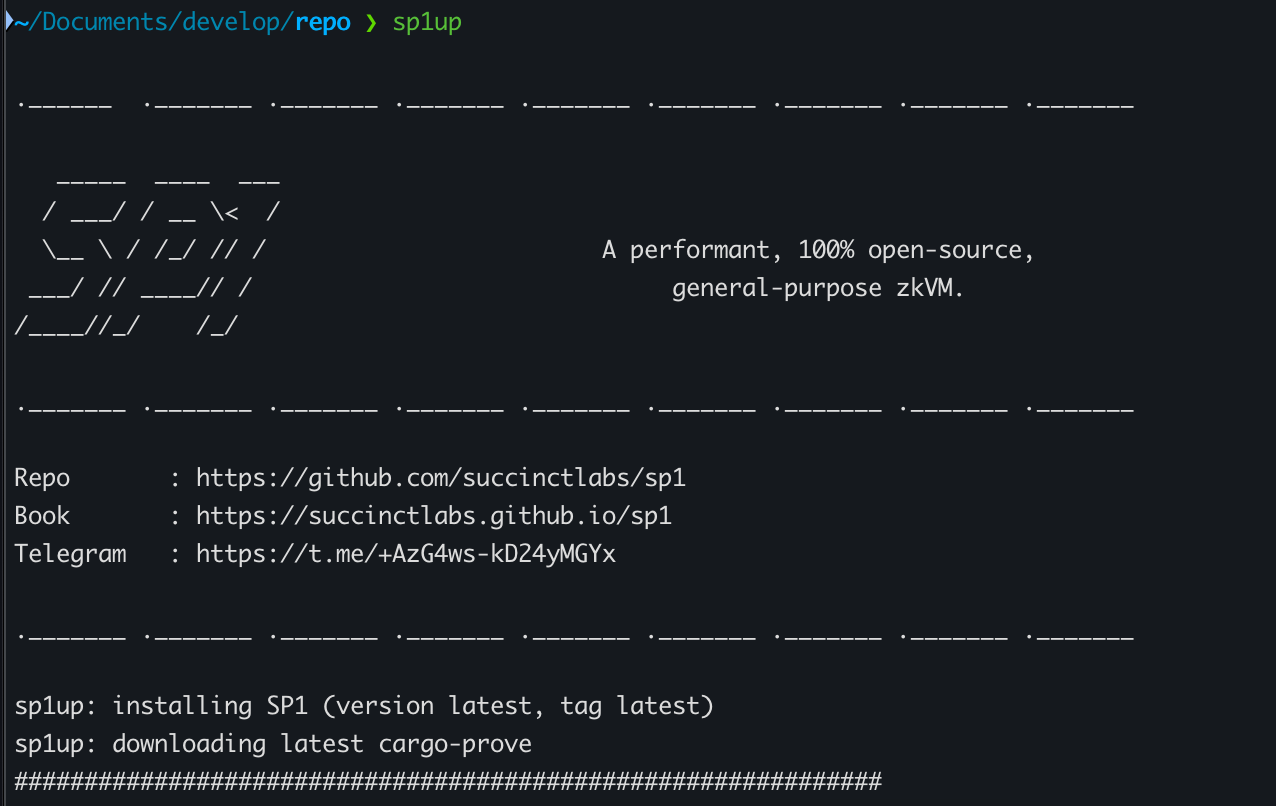 ~/Documents/develop/repo ❯ sp1up
._______ ._______ ._______ ._______ ._______ ._______ ._______ ._______ ._______
   _____  ____  ___
  / ___/ / __ \<  /
  \__ \ / /_/ // /                        A performant, 100% open-source,
 ___/ // ____// /                              general-purpose zkVM.
/____//_/    /_/
._______ ._______ ._______ ._______ ._______ ._______ ._______ ._______ ._______
Repo       : https://github.com/succinctlabs/sp1
Book       : https://succinctlabs.github.io/sp1
Telegram   : https://t.me/+AzG4ws-kD24yMGYx
._______ ._______ ._______ ._______ ._______ ._______ ._______ ._______ ._______
sp1up: installing SP1 (version latest, tag latest)
sp1up: downloading latest cargo-prove
##############################################################